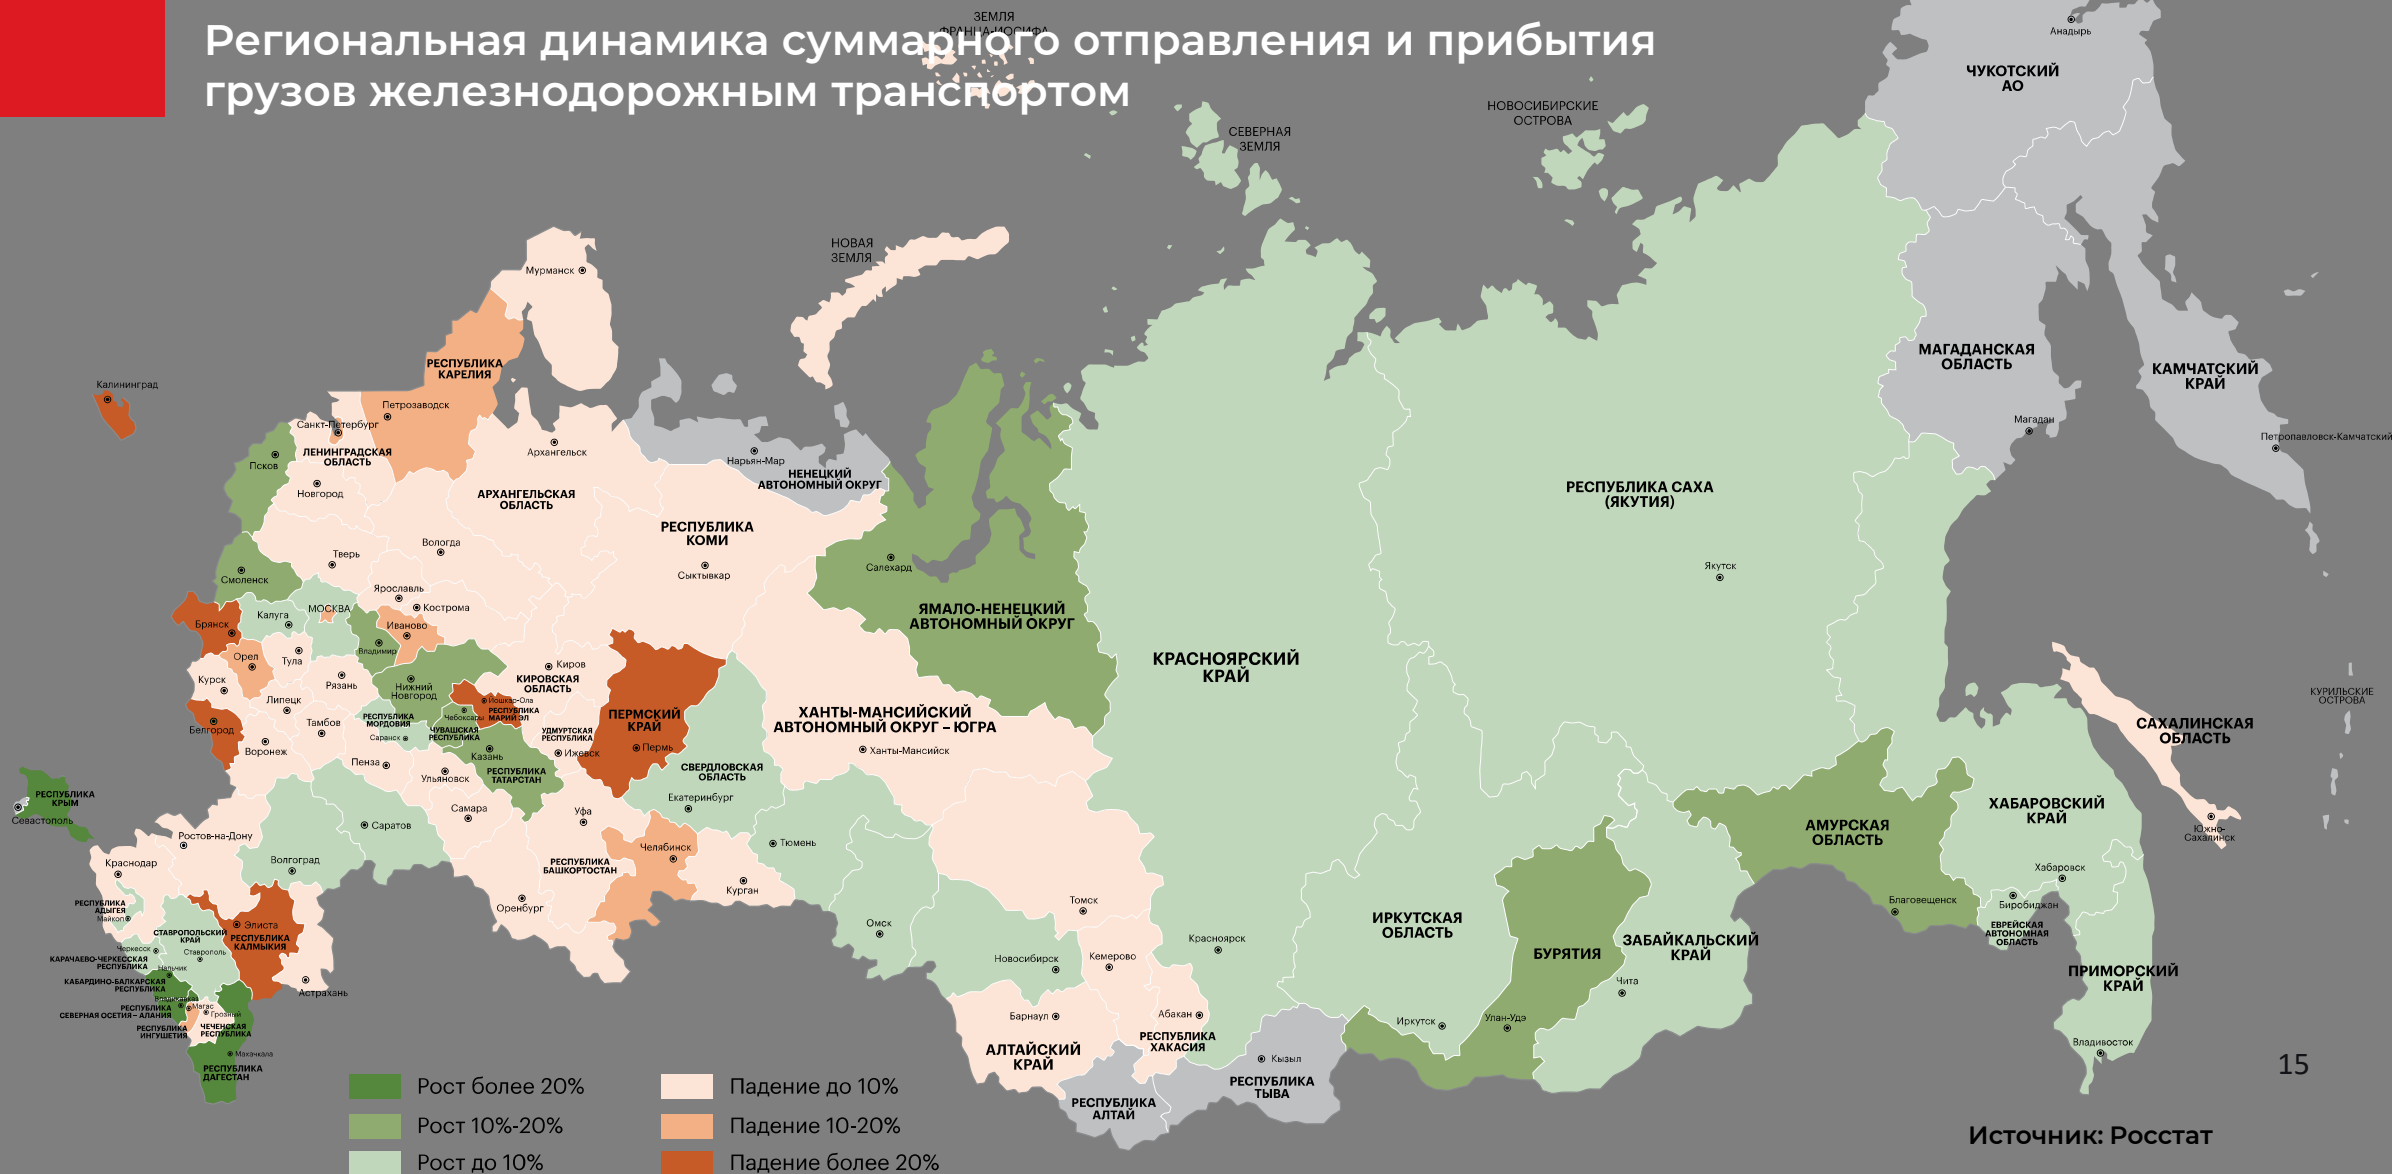 ЗЕМЛЯ
ФРАНЦА-ИОСИФА
Региональная динамика суммарного отправления и прибытия
грузов железнодорожным транспортом
Анадырь
ЧУКОТСКИЙ
АО
НОВОСИБИРСКИЕ
ОСТРОВА
СЕВЕРНАЯ
ЗЕМЛЯ
НОВАЯ
ЗЕМЛЯ
Мурманск
МАГАДАНСКАЯ
ОБЛАСТЬ
КАМЧАТСКИЙ
КРАЙ
Магадан
Петропавловск-Камчатский
РЕСПУБЛИКА
КАРЕЛИЯ
Петрозаводск
Калининград
Санкт-Петербург
ЛЕНИНГРАДСКАЯ
ОБЛАСТЬ
Псков
Новгород
Архангельск
АРХАНГЕЛЬСКАЯ
ОБЛАСТЬ
Нарьян-Мар
НЕНЕЦКИЙ
АВТОНОМНЫЙ ОКРУГ
РЕСПУБЛИКА
КОМИ
Сыктывкар
РЕСПУБЛИКА САХА
(ЯКУТИЯ)
Якутск
Салехард
ЯМАЛО-НЕНЕЦКИЙ
АВТОНОМНЫЙ ОКРУГ
КРАСНОЯРСКИЙ
КРАЙ
Вологда
Тверь
Смоленск
Ярославль
Кострома
МОСКВА
Калуга
Брянск
Иваново
Владимир
Орел
Тула
Курск
Рязань
Липецк
Нижний
Новгород
Киров
КИРОВСКАЯ
ОБЛАСТЬ
Йошкар-Ола
РЕСПУБЛИКА
МАРИЙ ЭЛ
Чебоксары
ЧУВАШСКАЯ
РЕСПУБЛИКА
РЕСПУБЛИКА
МОРДОВИЯ
Саранск
Тамбов
Белгород
Воронеж
Пенза
Ульяновск
Казань
РЕСПУБЛИКА
ТАТАРСТАН
УДМУРТСКАЯ
РЕСПУБЛИКА
Ижевск
ПЕРМСКИЙ
КРАЙ
Пермь
ХАНТЫ-МАНСИЙСКИЙ
АВТОНОМНЫЙ ОКРУГ – ЮГРА
Ханты-Мансийск
СВЕРДЛОВСКАЯ
ОБЛАСТЬ
Екатеринбург
КУРИЛЬСКИЕ
ОСТРОВА
САХАЛИНСКАЯ
ОБЛАСТЬ
Южно-
Сахалинск
РЕСПУБЛИКА
КРЫМ
Севастополь
Самара
Уфа
Саратов
Ростов-на-Дону
Краснодар
Волгоград
РЕСПУБЛИКА
БАШКОРТОСТАН
Челябинск
Тюмень
Курган
Оренбург
Омск
Томск
АМУРСКАЯ
ОБЛАСТЬ
Благовещенск
ХАБАРОВСКИЙ
КРАЙ
Хабаровск
Биробиджан
ЕВРЕЙСКАЯ
АВТОНОМНАЯ
ОБЛАСТЬ
РЕСПУБЛИКА
АДЫГЕЯ
Майкоп
Элиста
РЕСПУБЛИКА
КАЛМЫКИЯ
СТАВРОПОЛЬСКИЙ
КРАЙ
Ставрополь
Черкесск
КАРАЧАЕВО-ЧЕРКЕССКАЯ
РЕСПУБЛИКА
Нальчик
КАБАРДИНО-БАЛКАРСКАЯ
РЕСПУБЛИКА
Владикавказ
РЕСПУБЛИКА
СЕВЕРНАЯ ОСЕТИЯ – АЛАНИЯ
Магас
Грозный
РЕСПУБЛИКА
ИНГУШЕТИЯ
ЧЕЧЕНСКАЯ
РЕСПУБЛИКА
Махачкала
РЕСПУБЛИКА
ДАГЕСТАН
Астрахань
Новосибирск
Кемерово
Красноярск
ИРКУТСКАЯ
ОБЛАСТЬ
БУРЯТИЯ
ЗАБАЙКАЛЬСКИЙ
КРАЙ
Чита
ПРИМОРСКИЙ
КРАЙ
Владивосток
Барнаул
Абакан
РЕСПУБЛИКА
ХАКАСИЯ
АЛТАЙСКИЙ
КРАЙ
Иркутск
Улан-Удэ
Кызыл
РЕСПУБЛИКА
ТЫВА
РЕСПУБЛИКА
АЛТАЙ
Рост более 20%
Рост 10%-20%
Рост до 10%
Падение до 10%
Падение 10-20%
Падение более 20%
15
Источник: Росстат